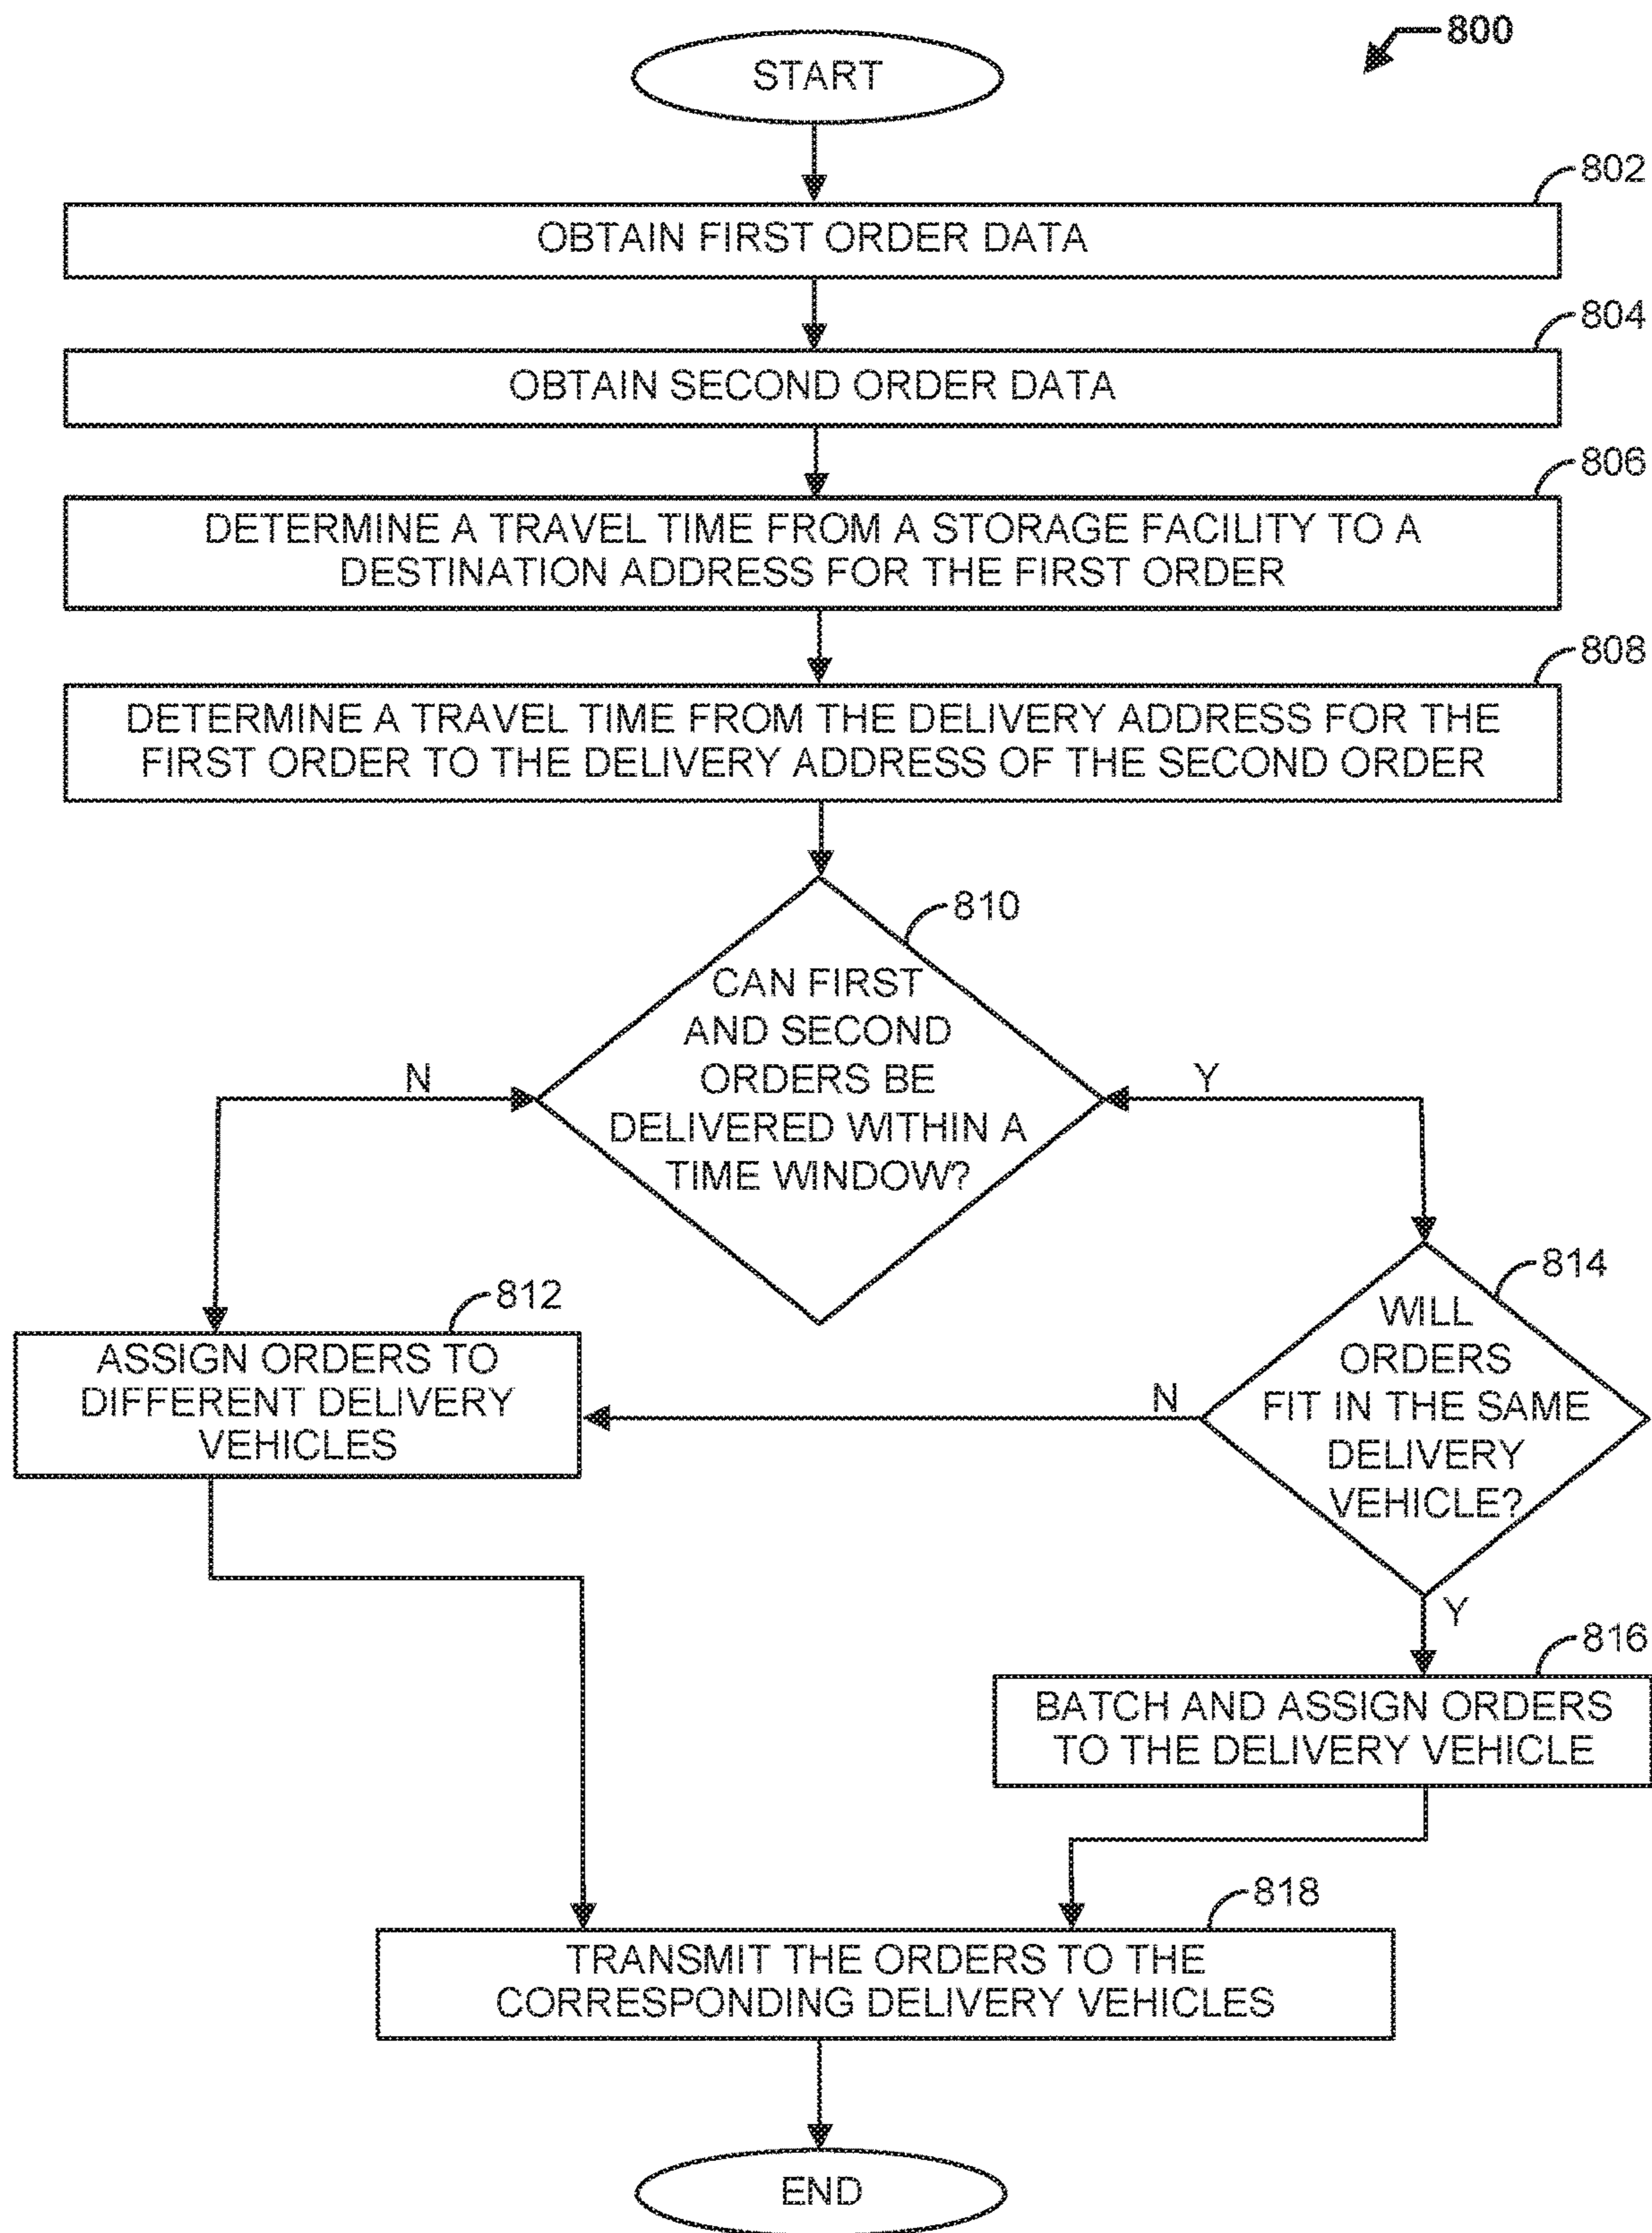 800
START
802
OBTAIN FIRST ORDER DATA
804
OBTAIN SECOND ORDER DATA
806
DETERMINE A TRAVEL TIME FROM A STORAGE FACILITY TO A
DESTINATION ADDRESS FOR THE FIRST ORDER
808
DETERMINE A TRAVEL TIME FROM THE DELIVERY ADDRESS FOR THE
FIRST ORDER TO THE DELIVERY ADDRESS OF THE SECOND ORDER
810
CAN FIRST
AND SECOND
ORDERS BE
DELIVERED WITHIN A
TIME WINDOW?
N
Y
812
ASSIGN ORDERS TO
DIFFERENT DELIVERY
VEHICLES
814
WILL
ORDERS
FIT IN THE SAME
DELIVERY
VEHICLE?
N
Y
816
BATCH AND ASSIGN ORDERS
TO THE DELIVERY VEHICLE
818
TRANSMIT THE ORDERS TO THE
CORRESPONDING DELIVERY VEHICLES
END